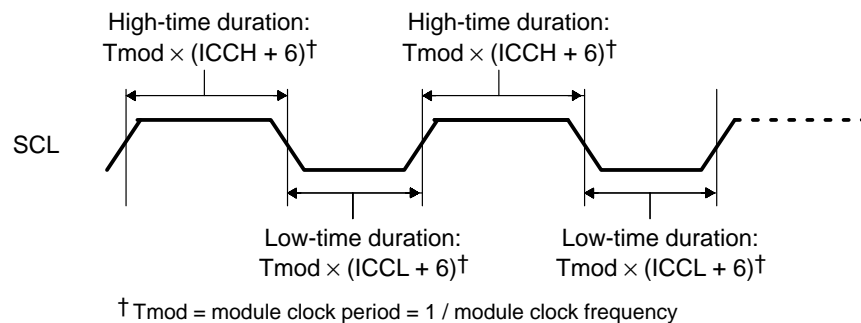 High-time duration:
Tmod × (ICCH + 6)†
High-time duration:
Tmod × (ICCH + 6)†
SCL
Low-time duration:
Tmod × (ICCL + 6)†
Low-time duration:
Tmod × (ICCL + 6)†
† Tmod = module clock period = 1 / module clock frequency